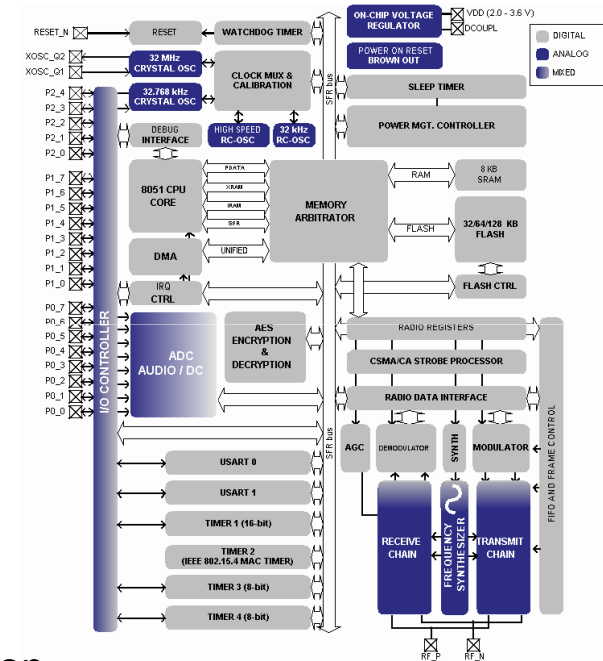 RESET_N
RESET
WATCHDOG TIMER
ON-CHIP VOLTAGE
REGULATOR
VDD (2.0 - 3.6 V)
DCOUPL
DIGITAL
ANALOG
MIXED
XOSC_Q2
XOSC_Q1
32 MHz
CRYSTAL OSC
CLOCK MUX &
CALIBRATION
SFR bus
POWER ON RESET
BROWN OUT
P2_4
P2_3
P2_2
P2_1
P2_0
32.768 kHz
CRYSTAL OSC
SLEEP TIMER
DEBUG
INTERFACE
HIGH SPEED
RC-OSC
32 kHz
RC-OSC
POWER MGT. CONTROLLER
P1_7
P1_6
P1_5
P1_4
P1_3
P1_2
P1_1
P1_0
8051 CPU
CORE
PDATA
XRAM
IRAM
SFR
MEMORY
ARBITRATOR
RAM
8 KB
SRAM
FLASH
32/64/128 KB
FLASH
DMA
UNIFIED
IRQ
CTRL
FLASH CTRL
P0_7
P0_6
P0_5
P0_4
P0_3
P0_2
P0_1
P0_0
I/O CONTROLLER
ADC
AUDIO / DC
AES
ENCRYPTION
&
DECRYPTION
RADIO REGISTERS
CSMA/CA STROBE PROCESSOR
RADIO DATA INTERFACE
SFR bus
AGC
DEMODULATOR
SYNTH
MODULATOR
FIFO AND FRAME CONTROL
USART 0
USART 1
TIMER 1 (16-bit)
TIMER 2
(IEEE 802.15.4 MAC TIMER)
TIMER 3 (8-bit)
TIMER 4 (8-bit)
RECEIVE
CHAIN
FREQUENCY
SYNTHESIZER
TRANSMIT
CHAIN
RF_P
RF_N